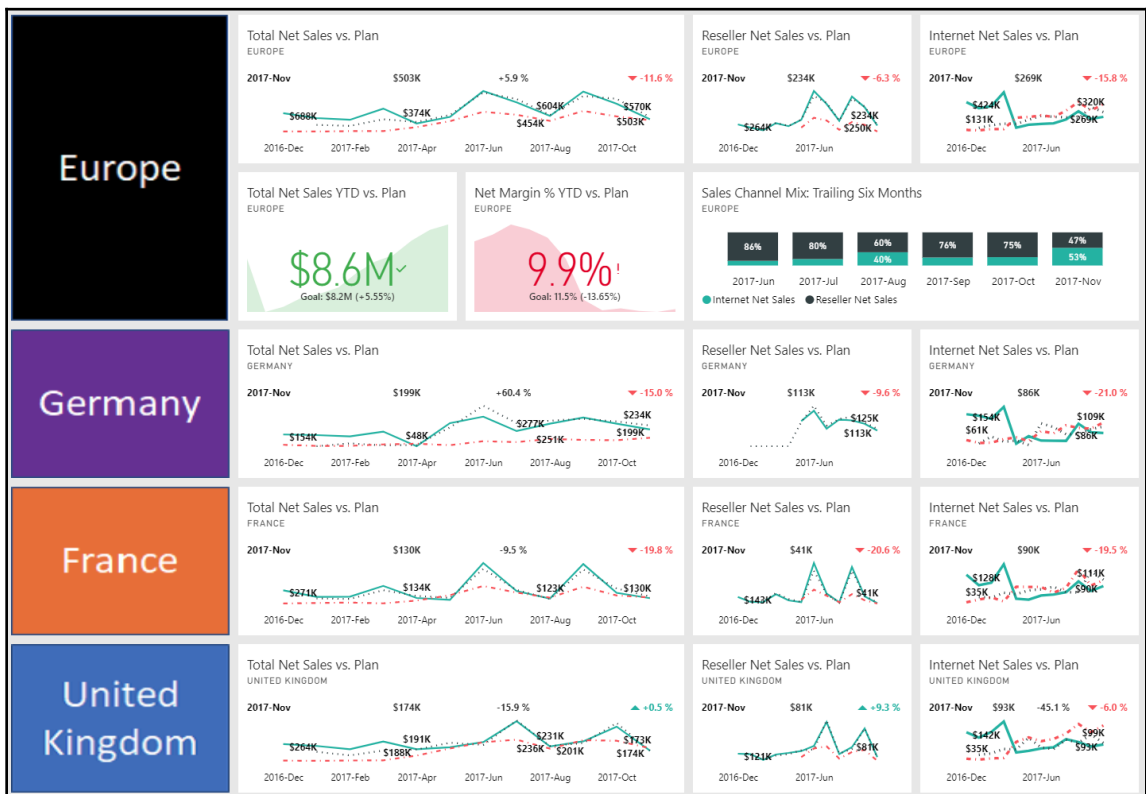 Europe
Total Net Sales vs. Plan
EUROPE
2017-Nov $503K +5.9 % -11.6 %
$688K $374K $604K $454K $570K $503K
2016-Dec 2017-Feb 2017-Apr 2017-Jun 2017-Aug 2017-Oct
Reseller Net Sales vs. Plan
EUROPE
2017-Nov $234K -6.3 %
$264K $234K $250K
2016-Dec 2017-Jun
Internet Net Sales vs. Plan
EUROPE
2017-Nov $269K -15.8 %
$424K $131K $320K $269K
2016-Dec 2017-Jun
Total Net Sales YTD vs. Plan
EUROPE
$8.6M
Goal: $8.2M (+5.55%)
Net Margin % YTD vs. Plan
EUROPE
9.9%!
Goal: 11.5% (-13.65%)
Sales Channel Mix: Trailing Six Months
EUROPE
86% 80% 60% 76% 75% 47%
40% 53%
2017-Jun 2017-Jul 2017-Aug 2017-Sep 2017-Oct 2017-Nov
Internet Net Sales Reseller Net Sales
Germany
Total Net Sales vs. Plan
GERMANY
2017-Nov $199K +60.4 % -15.0 %
$154K $48K $277K $251K $234K $199K
2016-Dec 2017-Feb 2017-Apr 2017-Jun 2017-Aug 2017-Oct
Reseller Net Sales vs. Plan
GERMANY
2017-Nov $113K -9.6 %
$125K $113K
2016-Dec 2017-Jun
Internet Net Sales vs. Plan
GERMANY
2017-Nov $86K -21.0 %
$154K $61K $109K $86K
2016-Dec 2017-Jun
France
Total Net Sales vs. Plan
FRANCE
2017-Nov $130K -9.5 % -19.8 %
$271K $134K $123K $130K
2016-Dec 2017-Feb 2017-Apr 2017-Jun 2017-Aug 2017-Oct
Reseller Net Sales vs. Plan
FRANCE
2017-Nov $41K -20.6 %
$143K $41K
2016-Dec 2017-Jun
Internet Net Sales vs. Plan
FRANCE
2017-Nov $90K -19.5 %
$128K $35K $111K $90K
2016-Dec 2017-Jun
United
Kingdom
Total Net Sales vs. Plan
UNITED KINGDOM
2017-Nov $174K -15.9 % +0.5 %
$264K $191K $188K $231K $236K $201K $173K $174K
2016-Dec 2017-Feb 2017-Apr 2017-Jun 2017-Aug 2017-Oct
Reseller Net Sales vs. Plan
UNITED KINGDOM
2017-Nov $81K +9.3 %
$121K $81K
2016-Dec 2017-Jun
Internet Net Sales vs. Plan
UNITED KINGDOM
2017-Nov $93K -45.1 % -6.0 %
$142K $35K $99K $93K
2016-Dec 2017-Jun